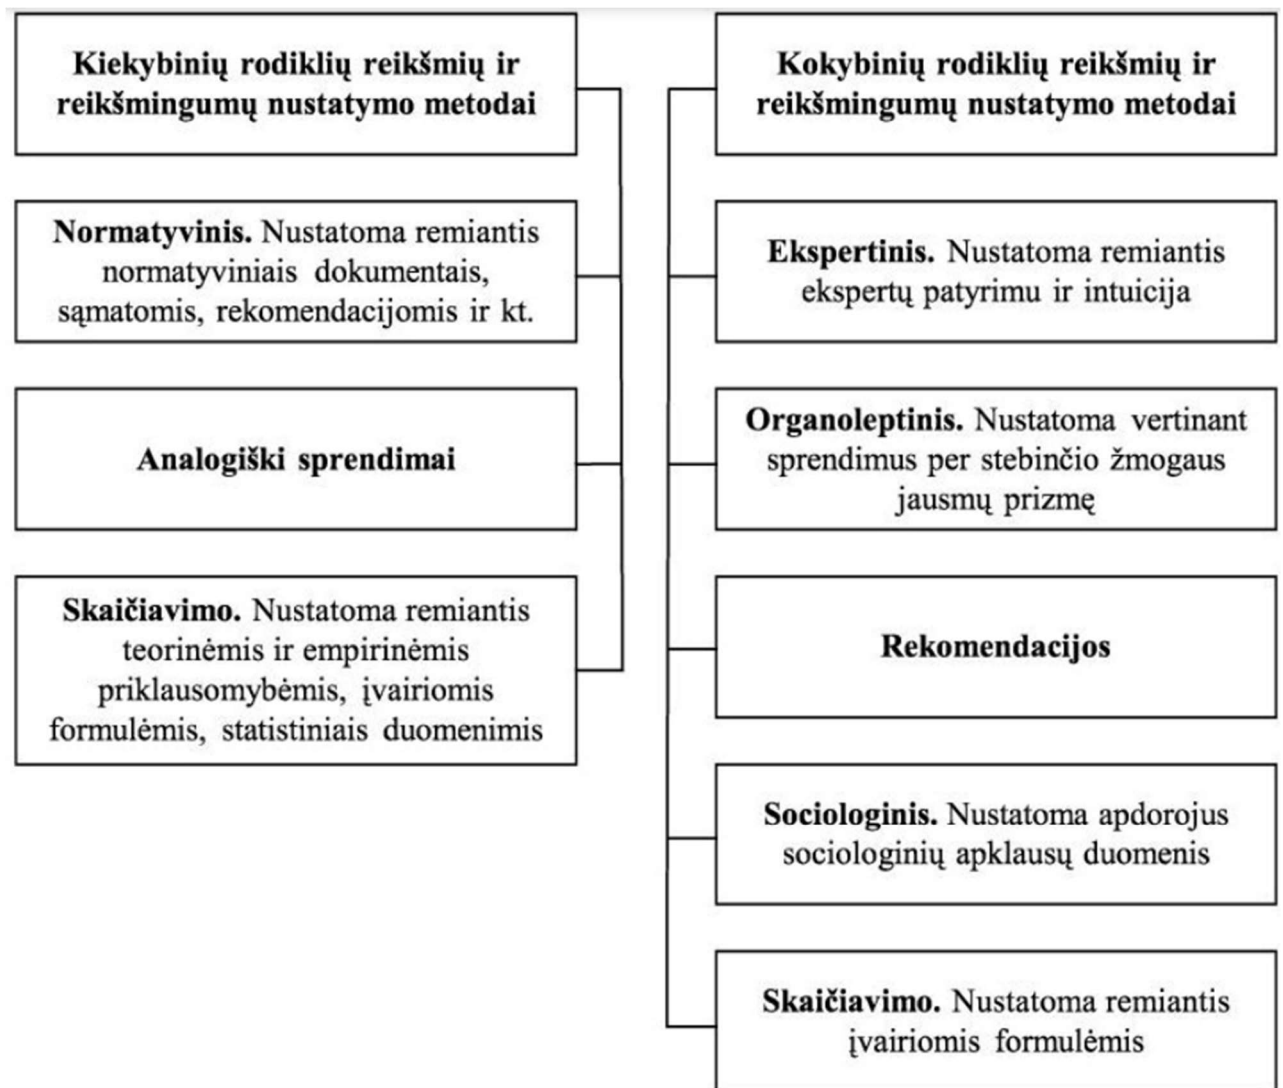 Kiekybinių rodiklių reikšmių ir
reikšmingumų nustatymo metodai
Normatyvinis. Nustatoma remiantis
normatyviniais dokumentais,
sąmatomis, rekomendacijomis ir kt.
Analogiški sprendimai
Skaičiavimo. Nustatoma remiantis
teorinėmis ir empirinėmis
priklausomybėmis, įvairiomis
formulėmis, statistiniais duomenimis
Kokybinių rodiklių reikšmių ir
reikšmingumų nustatymo metodai
Ekspertinis. Nustatoma remiantis
ekspertų patyrimu ir intuicija
Organoleptinis. Nustatoma vertinant
sprendimus per stebinčio žmogaus
jausmų prizmę
Rekomendacijos
Sociologinis. Nustatoma apdorojus
sociologinių apklausų duomenis
Skaičiavimo. Nustatoma remiantis
įvairiomis formulėmis